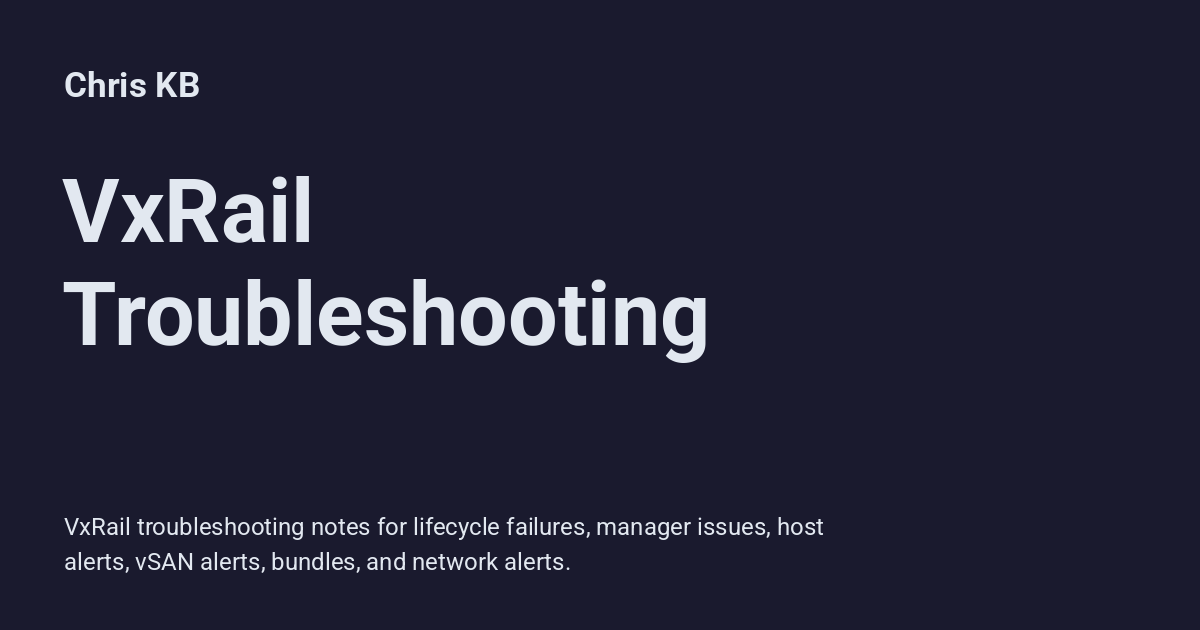 Chris KB
VxRail
Troubleshooting
VxRail troubleshooting notes for lifecycle failures, manager issues, host
alerts, vSAN alerts, bundles, and network alerts.